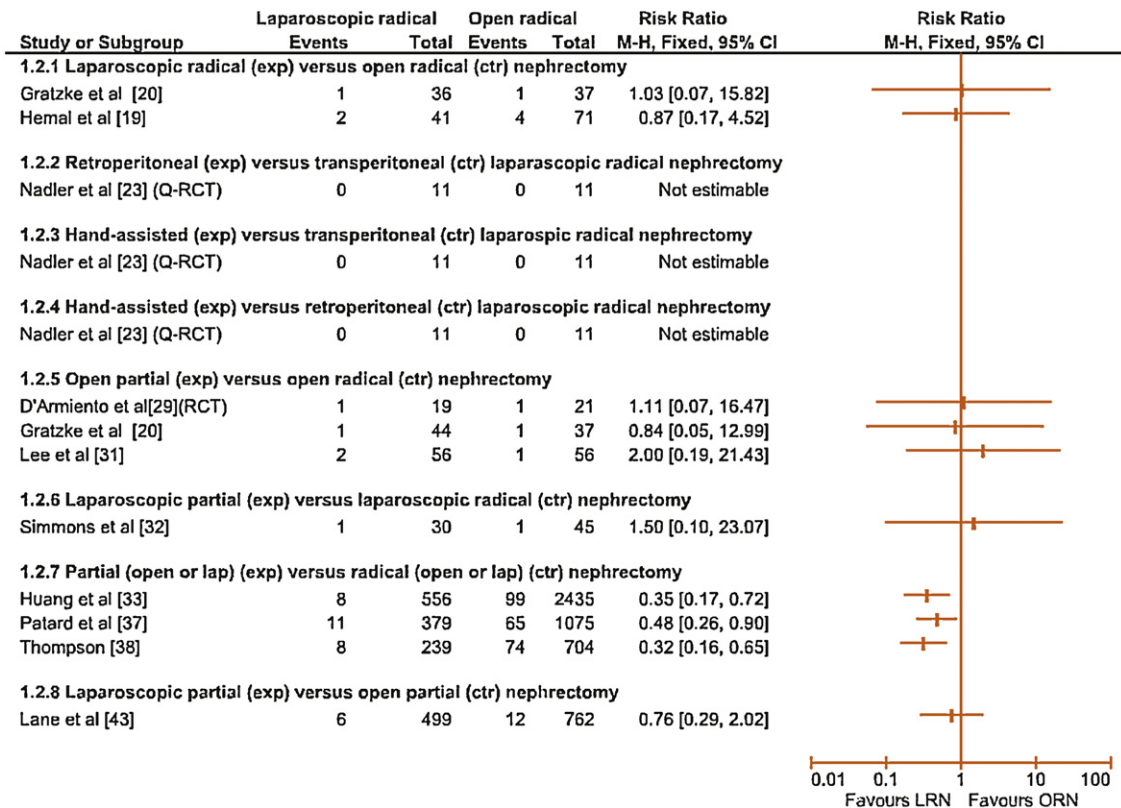 Laparoscopic radical Open radical Risk Ratio Risk Ratio
Study or Subgroup Events Total Events Total M-H, Fixed, 95% CI M-H, Fixed, 95% CI
1.2.1 Laparoscopic radical (exp) versus open radical (ctr) nephrectomy
Gratzke et al [20] 1 36 1 37 1.03 [0.07, 15.82]
Hemal et al [19] 2 41 4 71 0.87 [0.17, 4.52]
1.2.2 Retroperitoneal (exp) versus transperitoneal (ctr) laparascopic radical nephrectomy
Nadler et al [23] (Q-RCT) 0 11 0 11 Not estimable
1.2.3 Hand-assisted (exp) versus transperitoneal (ctr) laparospic radical nephrectomy
Nadler et al [23] (Q-RCT) 0 11 0 11 Not estimable
1.2.4 Hand-assisted (exp) versus retroperitoneal (ctr) laparoscopic radical nephrectomy
Nadler et al [23] (Q-RCT) 0 11 0 11 Not estimable
1.2.5 Open partial (exp) versus open radical (ctr) nephrectomy
D'Armiento et al[29](RCT) 1 19 1 21 1.11 [0.07, 16.47]
Gratzke et al [20] 1 44 1 37 0.84 [0.05, 12.99]
Lee et al [31] 2 56 1 56 2.00 [0.19, 21.43]
1.2.6 Laparoscopic partial (exp) versus laparoscopic radical (ctr) nephrectomy
Simmons et al [32] 1 30 1 45 1.50 [0.10, 23.07]
1.2.7 Partial (open or lap) (exp) versus radical (open or lap) (ctr) nephrectomy
Huang et al [33] 8 556 99 2435 0.35 [0.17, 0.72]
Patard et al [37] 11 379 65 1075 0.48 [0.26, 0.90]
Thompson [38] 8 239 74 704 0.32 [0.16, 0.65]
1.2.8 Laparoscopic partial (exp) versus open partial (ctr) nephrectomy
Lane et al [43] 6 499 12 762 0.76 [0.29, 2.02]
0.01 0.1 1 10 100
Favours LRN Favours ORN